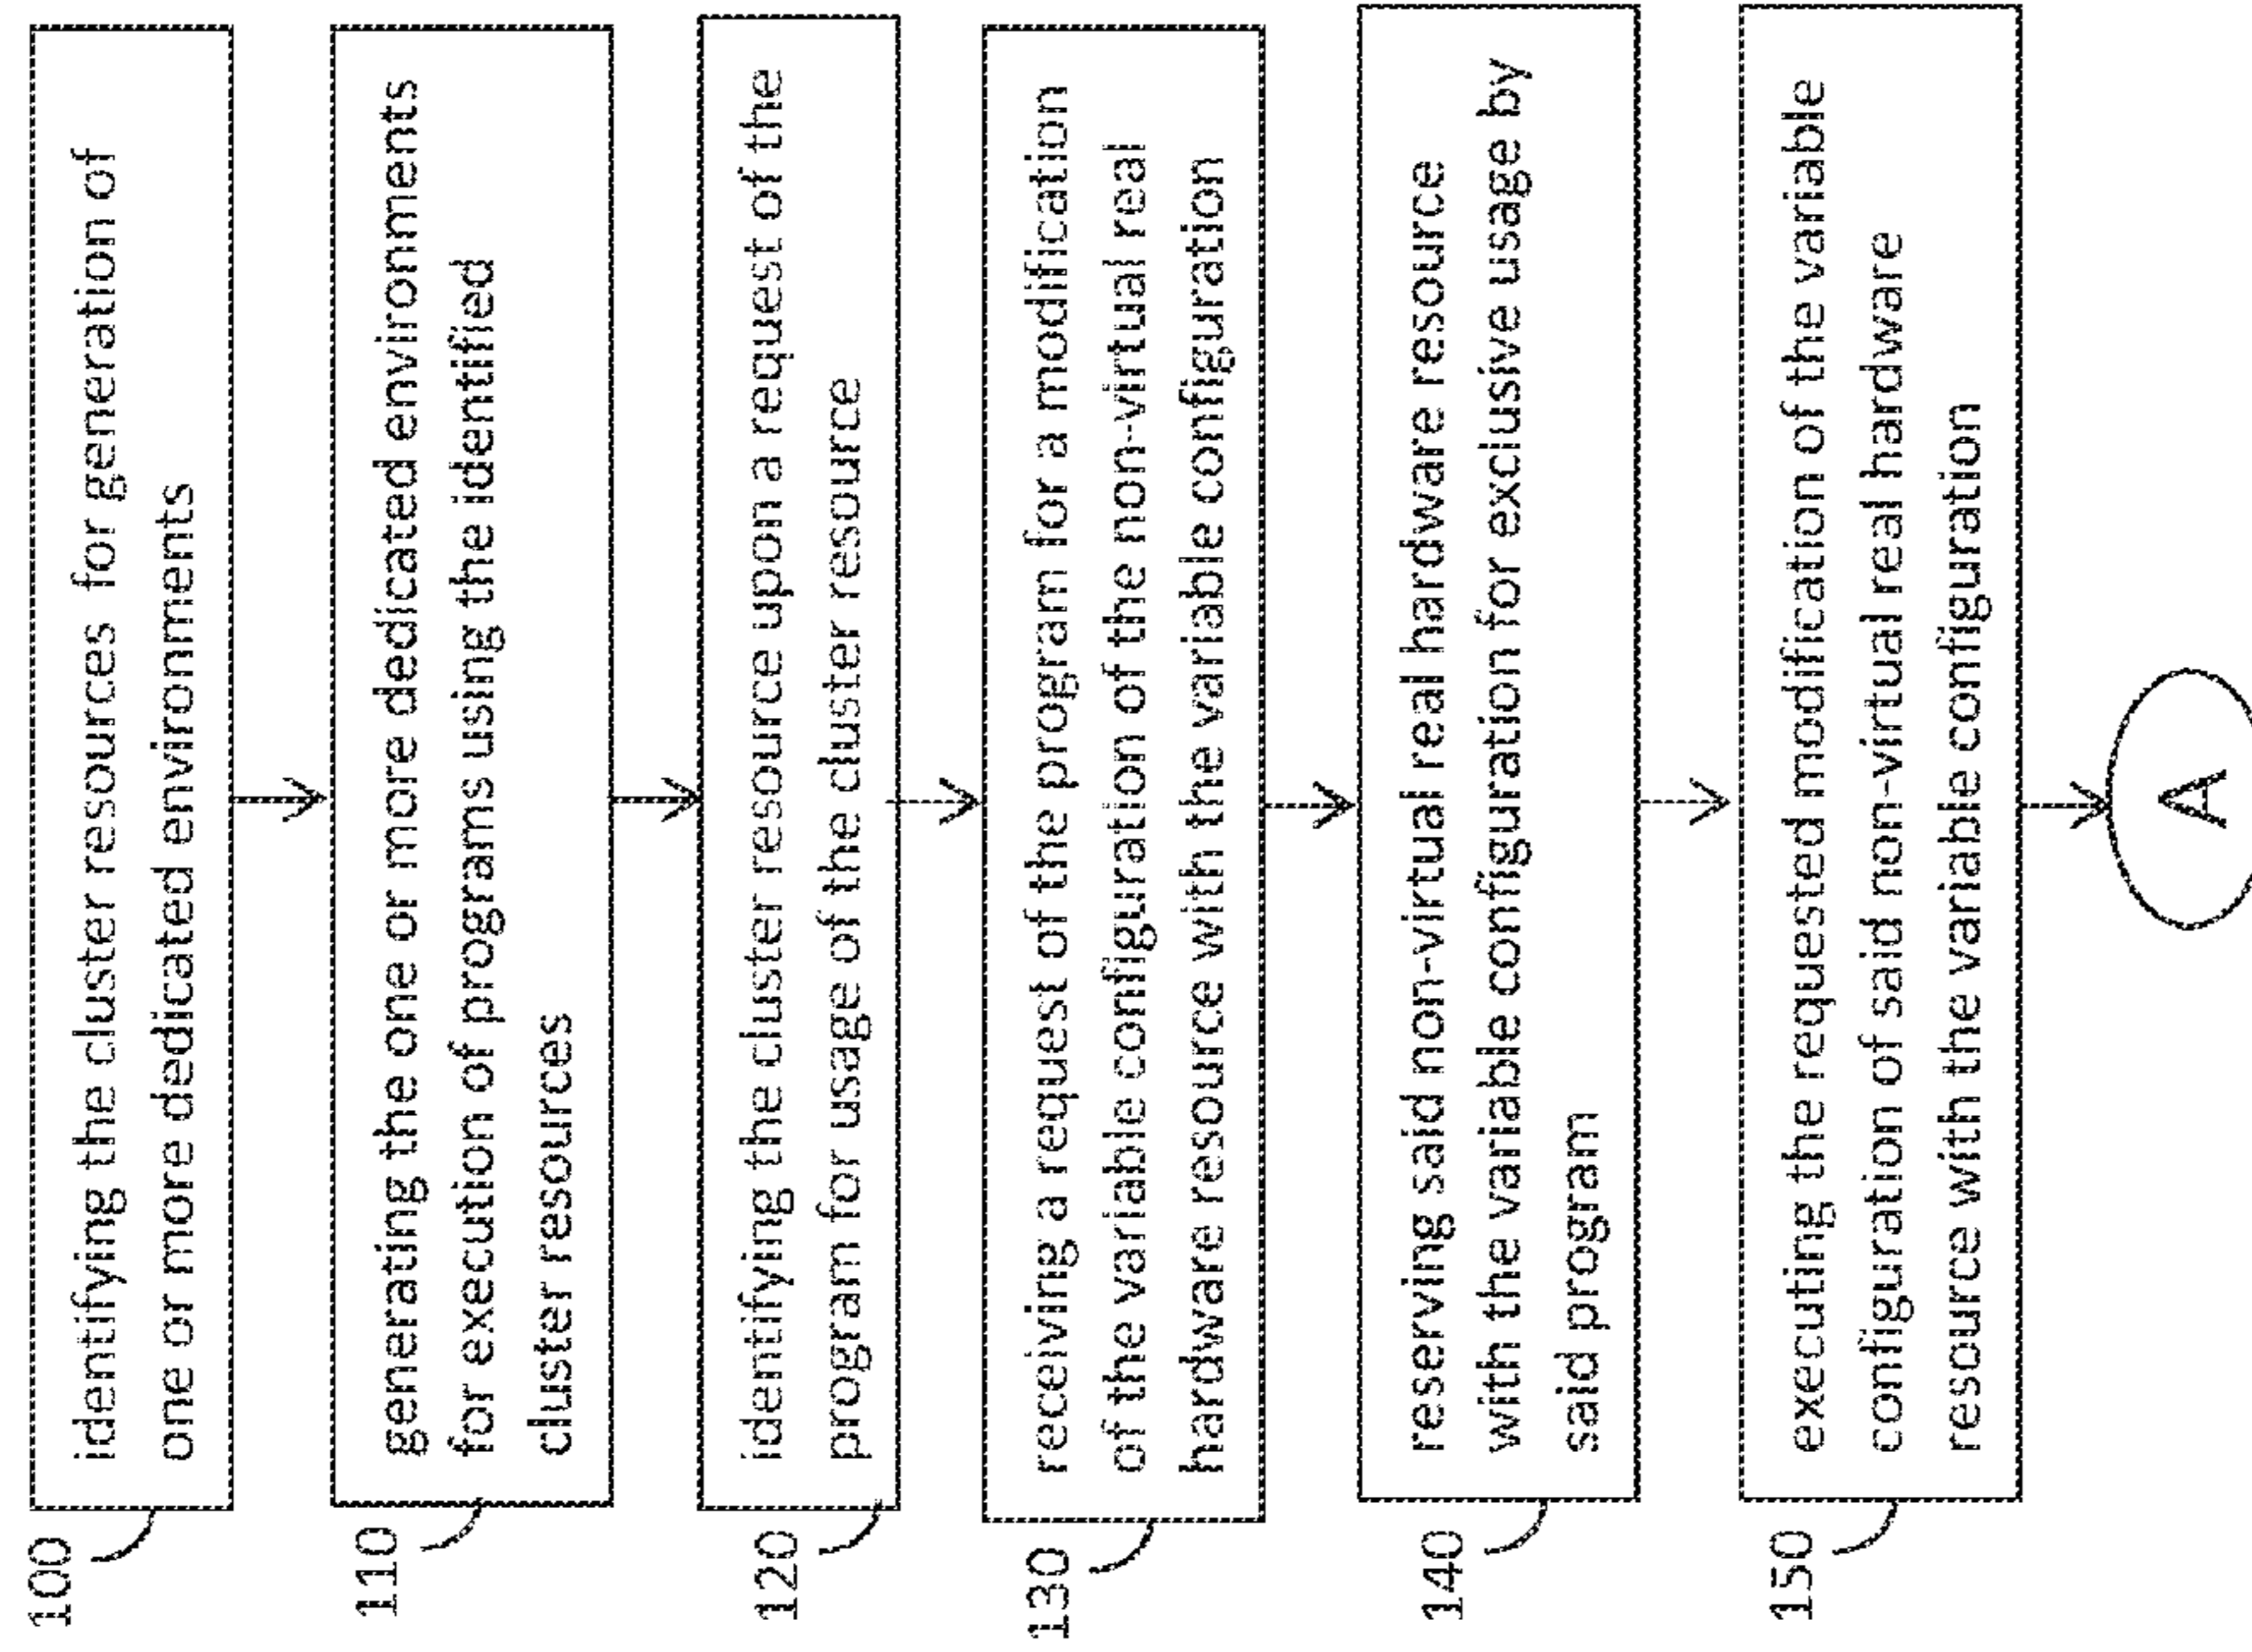 100
identifying the cluster resources for generation of
one or more dedicated environments
110
generating the one or more dedicated environments
for execution of programs using the identified
cluster resources
120
identifying the cluster resource upon a request of the
program for usage of the cluster resource
130
receiving a request of the program for a modification
of the variable configuration of the non-virtual real
hardware resource with the variable configuration
140
reserving said non-virtual real hardware resource
with the variable configuration for exclusive usage by
said program
150
executing the requested modification of the variable
configuration of said non-virtual real hardware
resource with the variable configuration
A